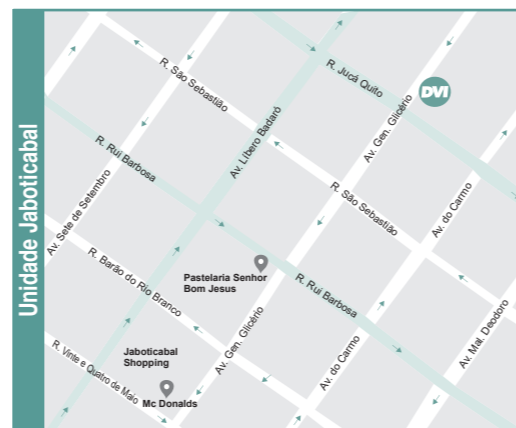 Unidade Jaboticabal
R. São Sebastião
R. Jucá Quito
DVI
Av. Líbero Badaró
Av. Gen. Glicério
R. Rui Barbosa
Av. Sete de Setembro
R. São Sebastião
Av. do Carmo
R. Barão do Rio Branco
Pastelaria Senhor
Bom Jesus
R. Rui Barbosa
Av. Mal. Deodoro
Av. Gen. Glicério
Av. do Carmo
R. Vinte e Quatro de Maio
Jaboticabal
Shopping
Mc Donalds